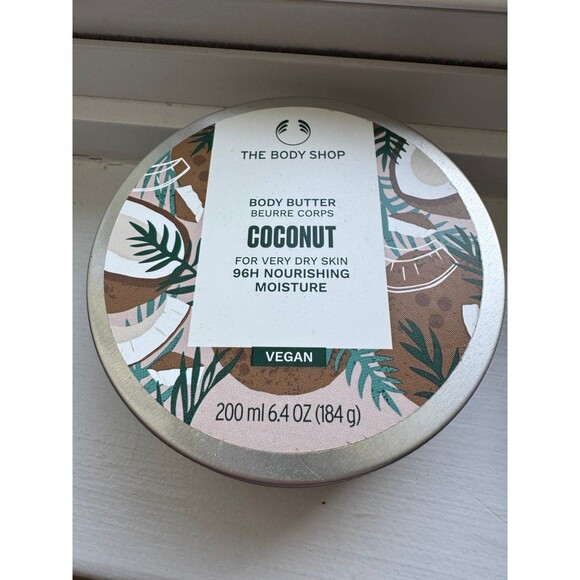 THE BODY SHOP
BODY BUTTER
BEURRE CORPS
COCONUT
FOR VERY DRY SKIN
96H NOURISHING
MOISTURE
VEGAN
200 ml 6.4 OZ (184 g)